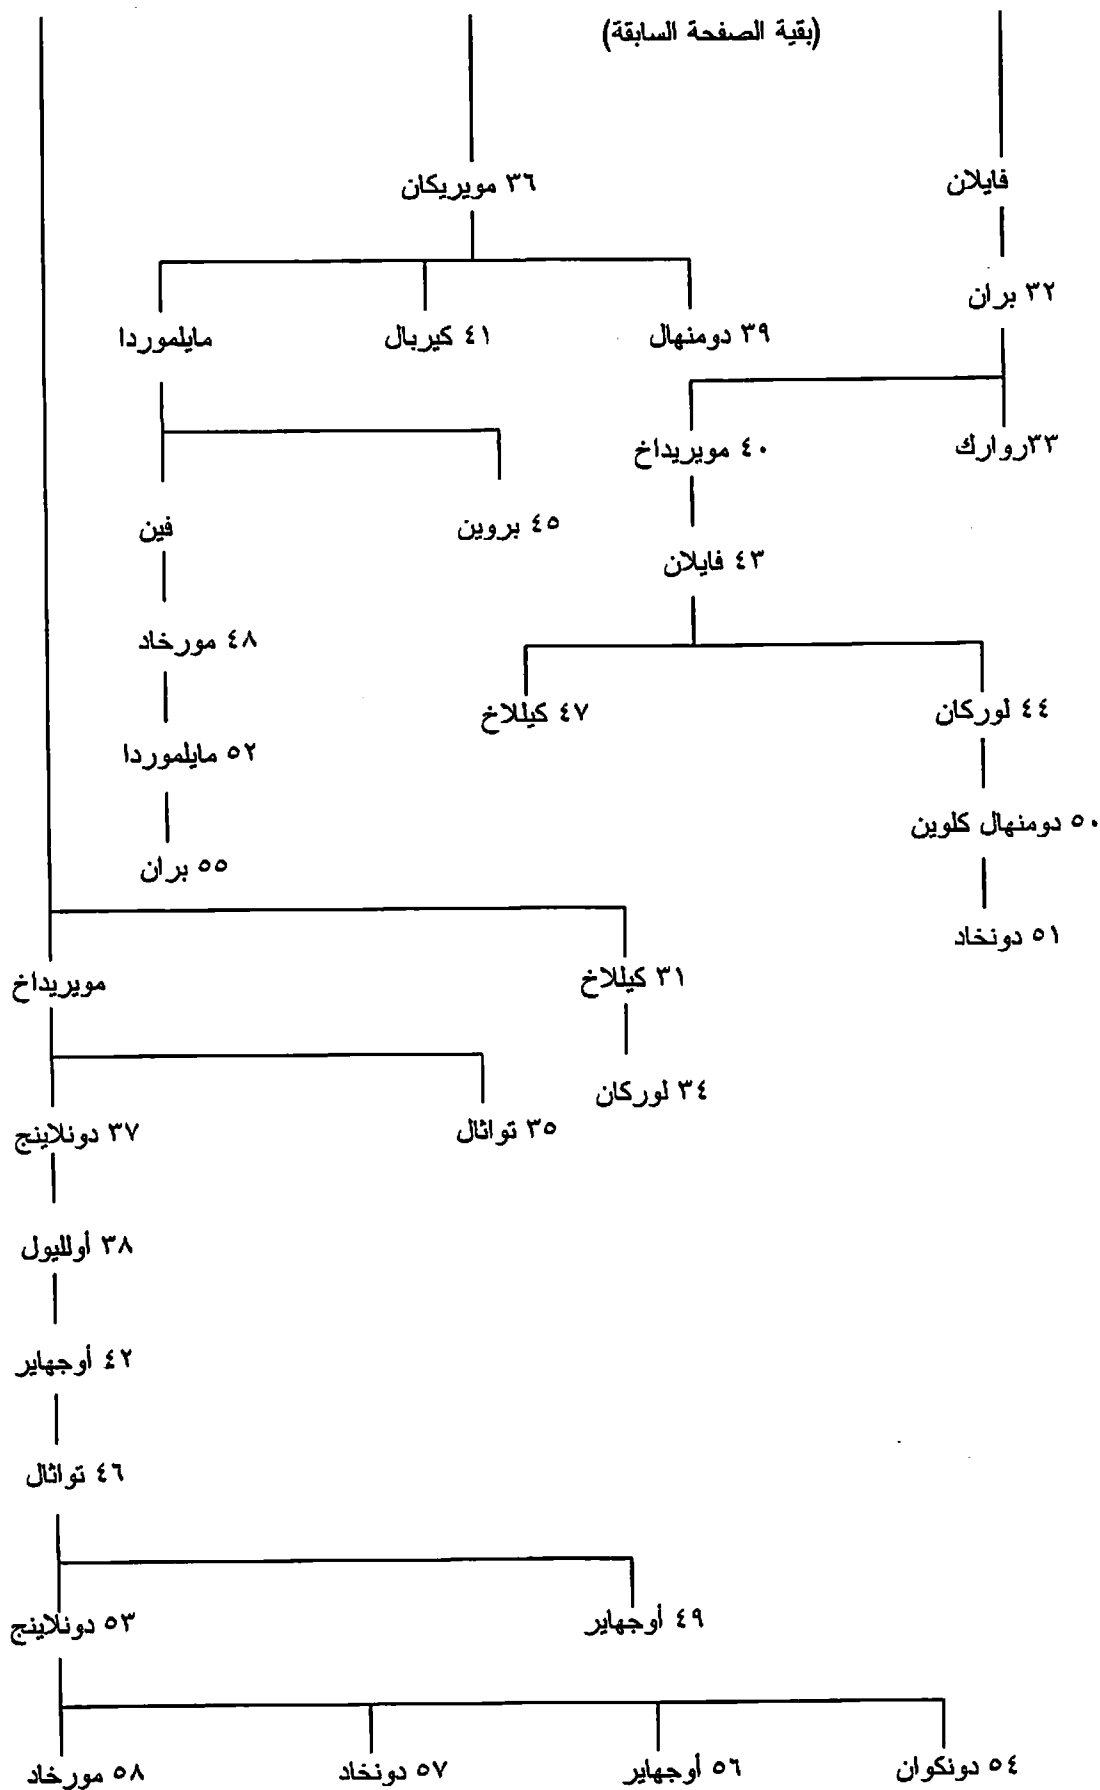 (بقية الصفحة السابقة)
فايلان
٣٦ مويريكان
٣٢ بران
٣٩ دومنهال
٤١ كيربال
مايلموردا
٣٣روارك
٤٠ مويريداخ
٤٥ بروين
فين
٤٣ فايلان
٤٨ مورخاد
٤٤ لوركان
٤٧ كيللاخ
٥٢ مايلموردا
٥٠ دومنهال كلوين
٥٥ بران
٥١ دونخاد
٣١ كيللاخ
مويريداخ
٣٤ لوركان
٣٥ تواثال
٣٧ دونلاينج
٣٨ أولليول
٤٢ أوجهاير
٤٦ تواثال
٤٩ أوجهاير
٥٣ دونلاينج
٥٤ دونكوان
٥٦ أوجهاير
٥٧ دونخاد
٥٨ مورخاد